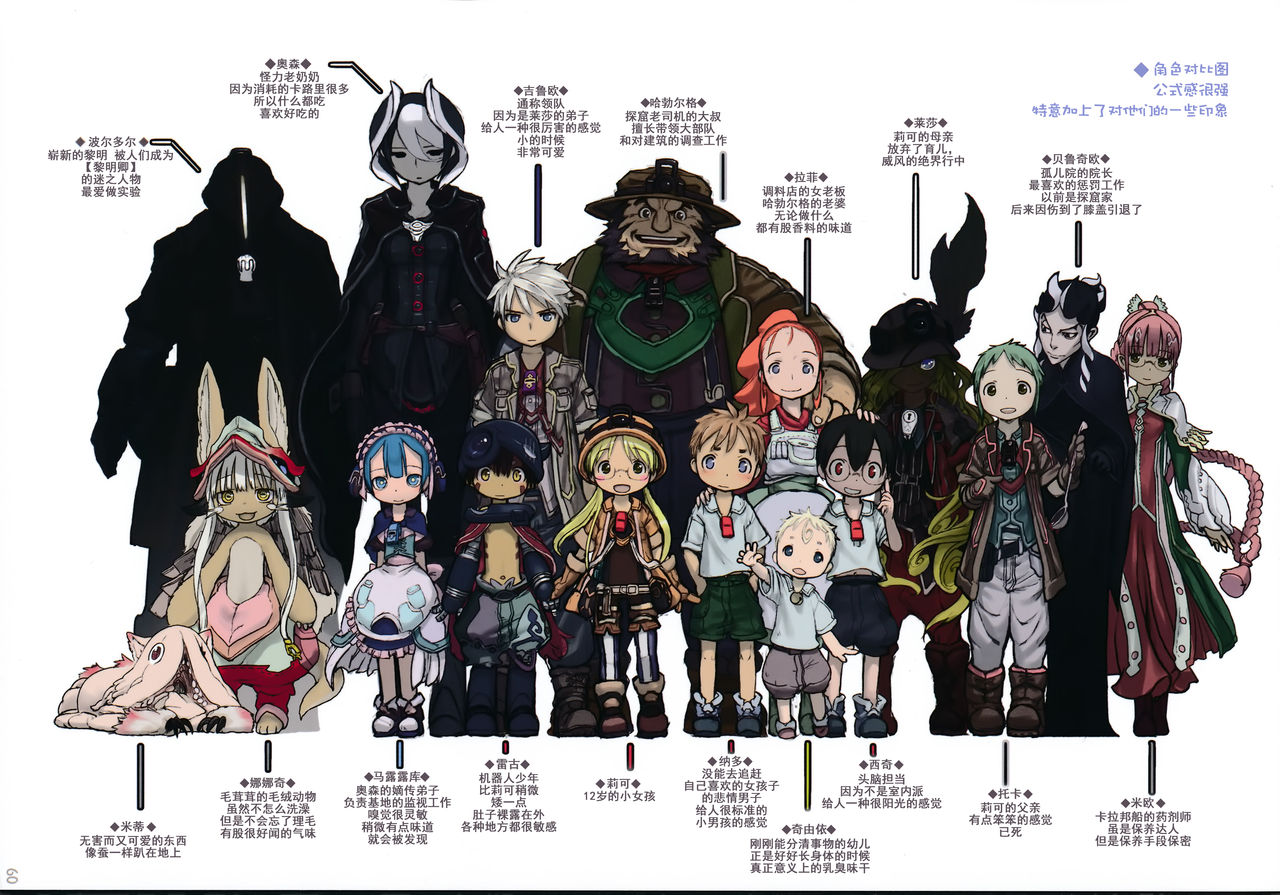 ◆角色对比图
公式感很强
特意加上了对他们的一些印象
◆奥森◆
怪力老奶奶
因为消耗的卡路里很多
所以什么都吃
喜欢好吃的
◆吉鲁欧◆
通称领队
因为是莱莎的弟子
给人一种很厉害的感觉
小的时候
非常可爱
◆哈勃尔格◆
探窟老司机的大叔
擅长带领大部队
和对建筑的调查工作
◆莱莎◆
莉可的母亲
放弃了育儿，
威风的绝界行中
◆波尔多尔◆
崭新的黎明 被人们成为
【黎明卿】
的迷之人物
最爱做实验
◆拉菲◆
调料店的女老板
哈勃尔格的老婆
无论做什么
都有股香料的味道
◆贝鲁奇欧◆
孤儿院的院长
最喜欢的惩罚工作
以前是探窟家
后来因伤到了膝盖引退了
◆米蒂◆
无害而又可爱的东西
像蚕一样趴在地上
◆娜娜奇◆
毛茸茸的毛绒动物
虽然不怎么洗澡
但是不会忘了理毛
有股很好闻的气味
◆马露露库◆
奥森的嫡传弟子
负责基地的监视工作
嗅觉很灵敏
稍微有点味道
就会被发现
◆雷古◆
机器人少年
比莉可稍微
矮一点
肚子裸露在外
各种地方都很敏感
◆莉可◆
12岁的小女孩
◆纳多◆
没能去追赶
自己喜欢的女孩子
的悲情男子
给人很标准的
小男孩的感觉
◆奇由依◆
刚刚能分清事物的幼儿
正是好好长身体的时候
真正意义上的乳臭味干
◆西奇◆
头脑担当
因为不是室内派
给人一种很阳光的感觉
◆托卡◆
莉可的父亲
有点笨笨的感觉
已死
◆米欧◆
卡拉邦船的药剂师
虽是保养达人
但是保养手段保密
60